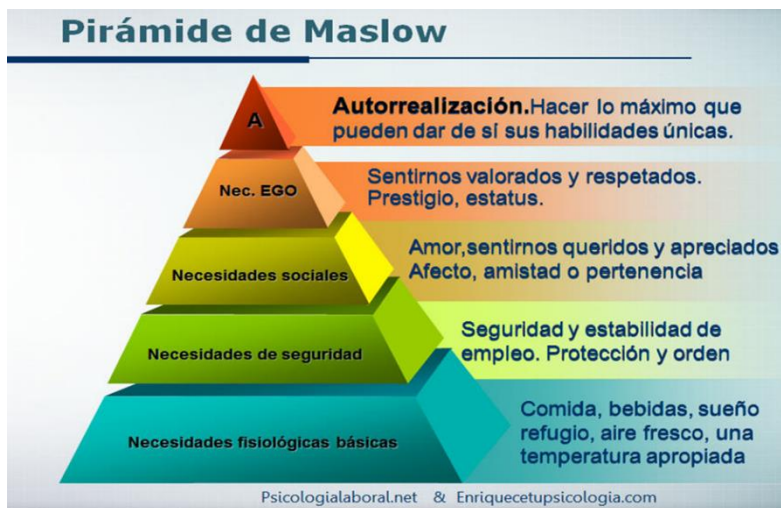 Pirámide de Maslow
A
Autorrealización.Hacer lo máximo que
pueden dar de sí sus habilidades únicas.
Nec. EGO
Sentirnos valorados y respetados.
Prestigio, estatus.
Necesidades sociales
Amor,sentirnos queridos y apreciados
Afecto, amistad o pertenencia
Necesidades de seguridad
Seguridad y estabilidad de
empleo. Protección y orden
Necesidades fisiológicas básicas
Comida, bebidas, sueño
refugio, aire fresco, una
temperatura apropiada
Psicologialaboral.net & Enriquecetupsicologia.com